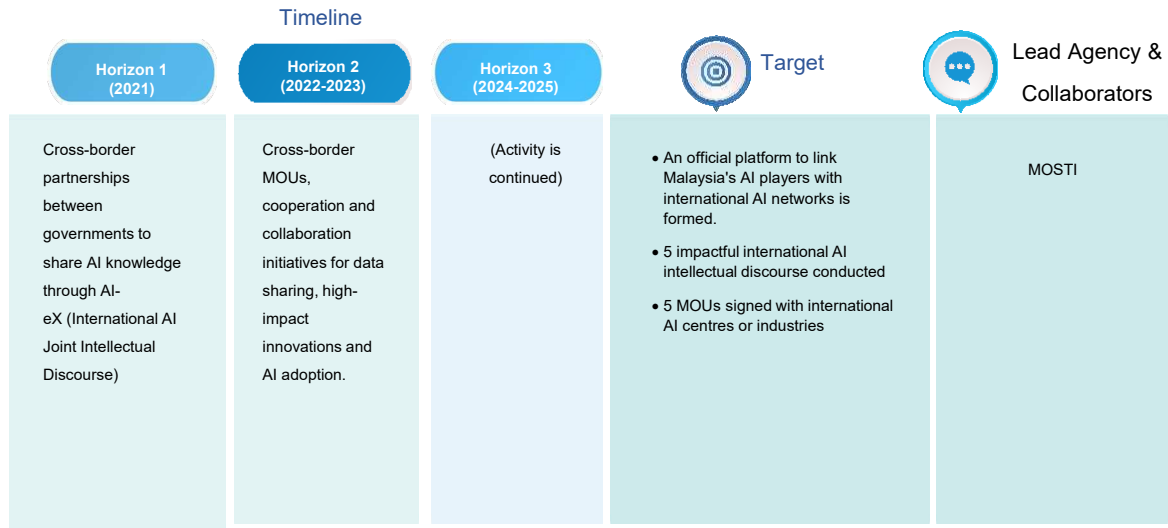 Timeline
Horizon 1
(2021)
Horizon 2
(2022-2023)
Horizon 3
(2024-2025)
Target
Lead Agency &
Collaborators
Cross-border
partnerships
between
governments to
share AI knowledge
through AI-
eX (International AI
Joint Intellectual
Discourse)
Cross-border
MOUs,
cooperation and
collaboration
initiatives for data
sharing, high-
impact
innovations and
AI adoption.
(Activity is
continued)
• An official platform to link
Malaysia's AI players with
international AI networks is
formed.
• 5 impactful international AI
intellectual discourse conducted
• 5 MOUs signed with international
AI centres or industries
MOSTI